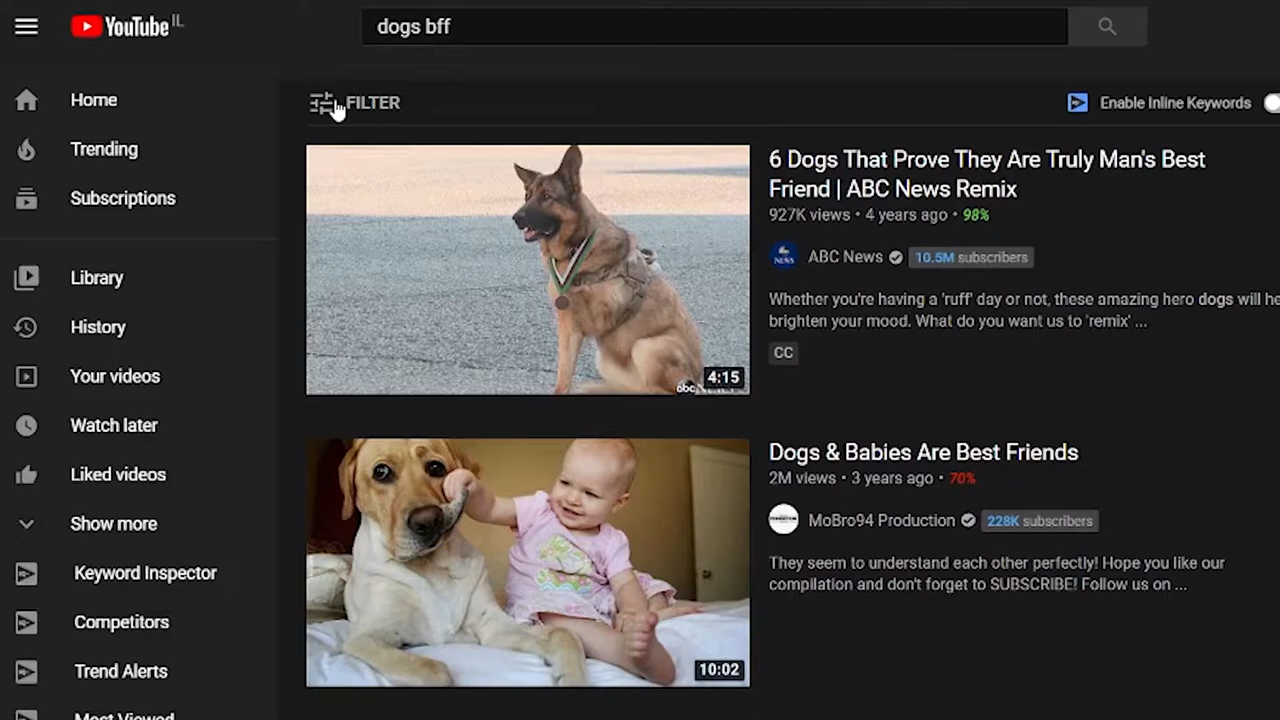 YouTube IL
dogs bff
Home
Trending
Subscriptions
Library
History
Your videos
Watch later
Liked videos
Show more
Keyword Inspector
Competitors
Trend Alerts
Most Viewed
FILTER
Enable Inline Keywords
4:15
6 Dogs That Prove They Are Truly Man's Best
Friend | ABC News Remix
927K views • 4 years ago • 98%
NEWS
ABC News
10.5M subscribers
Whether you're having a 'ruff' day or not, these amazing hero dogs will he
brighten your mood. What do you want us to 'remix' ...
CC
10:02
Dogs & Babies Are Best Friends
2M views • 3 years ago • 70%
MoBro94 Production
228K subscribers
They seem to understand each other perfectly! Hope you like our
compilation and don't forget to SUBSCRIBE! Follow us on ...